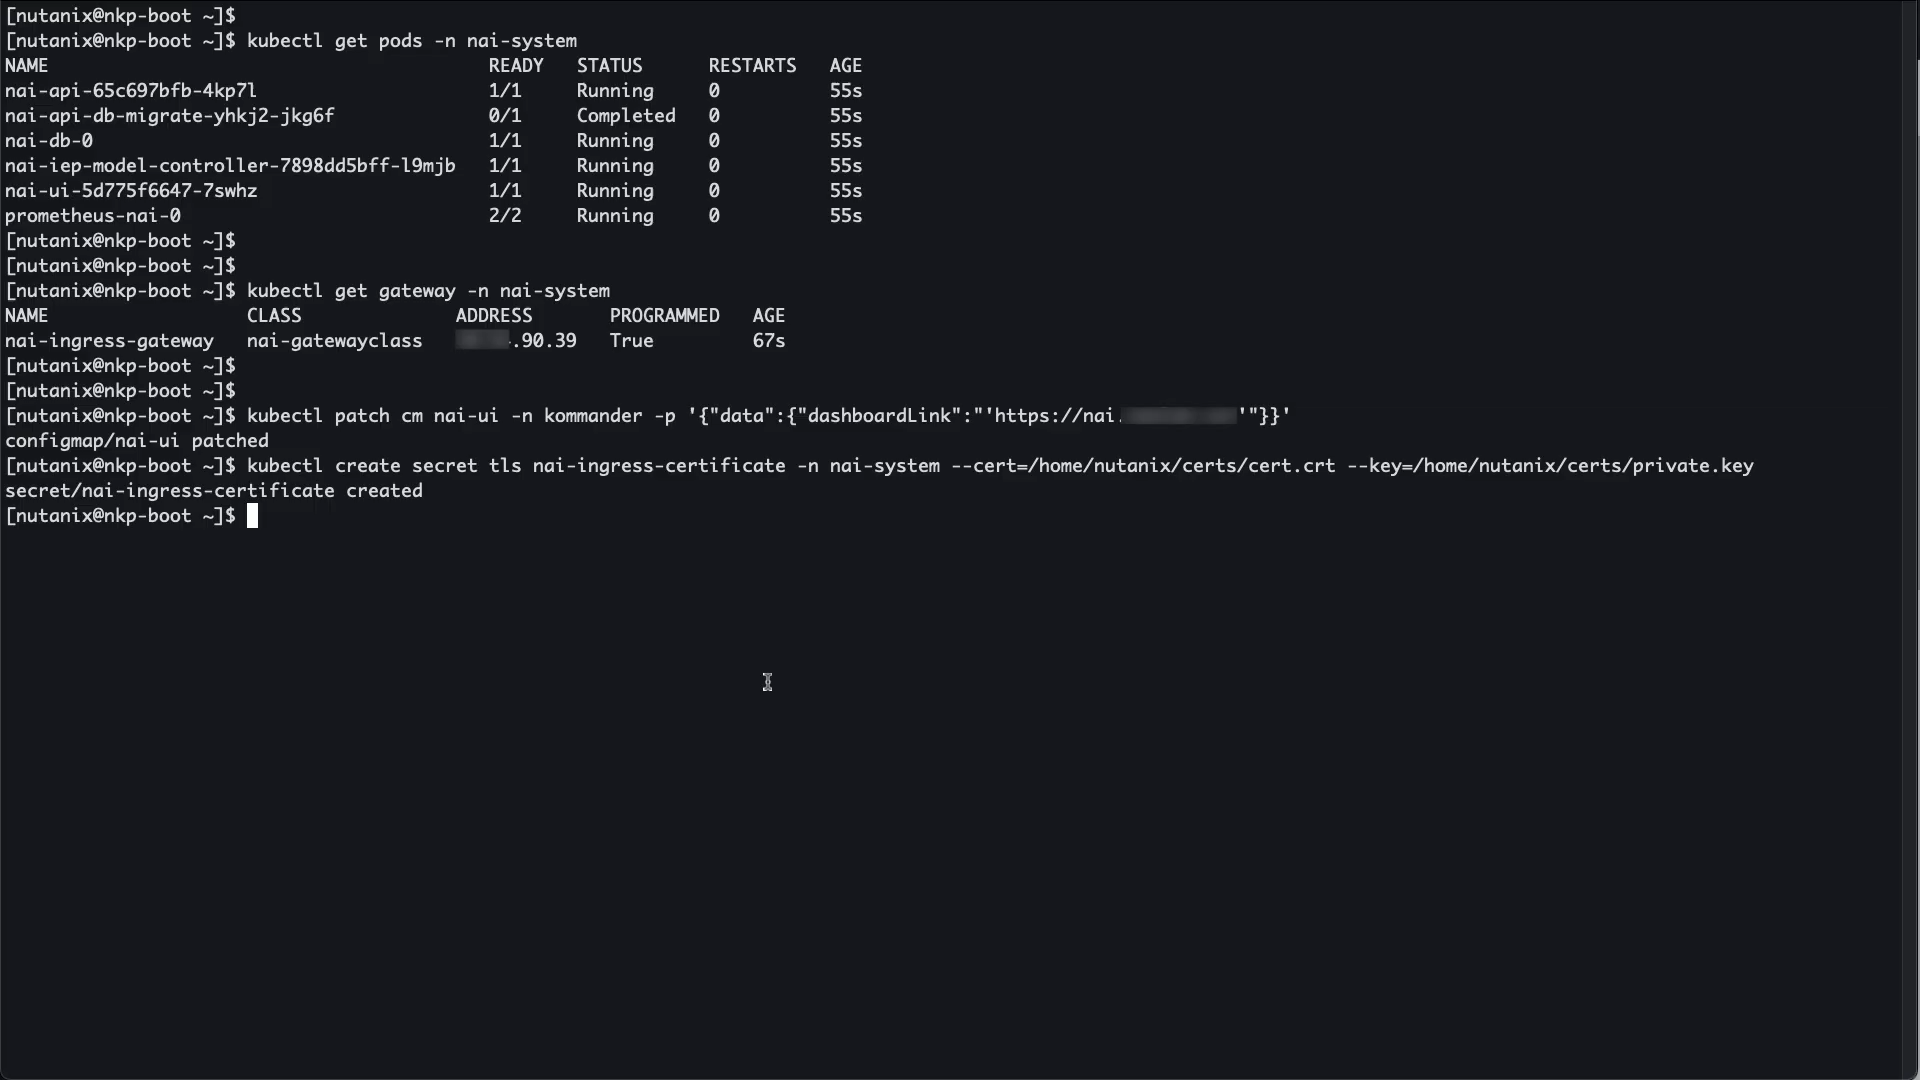 [nutanix@nkp-boot ~]$
[nutanix@nkp-boot ~]$ kubectl get pods -n nai-system
NAME READY STATUS RESTARTS AGE
nai-api-65c697bfb-4kp7l 1/1 Running 0 55s
nai-api-db-migrate-yhkj2-jkg6f 0/1 Completed 0 55s
nai-db-0 1/1 Running 0 55s
nai-iep-model-controller-7898dd5bff-l9mjb 1/1 Running 0 55s
nai-ui-5d775f6647-7swhz 1/1 Running 0 55s
prometheus-nai-0 2/2 Running 0 55s
[nutanix@nkp-boot ~]$
[nutanix@nkp-boot ~]$
[nutanix@nkp-boot ~]$ kubectl get gateway -n nai-system
NAME CLASS ADDRESS PROGRAMMED AGE
nai-ingress-gateway nai-gatewayclass .90.39 True 67s
[nutanix@nkp-boot ~]$
[nutanix@nkp-boot ~]$
[nutanix@nkp-boot ~]$ kubectl patch cm nai-ui -n kommander -p '{"data":{"dashboardLink":"'https://nai. '"}}'
configmap/nai-ui patched
[nutanix@nkp-boot ~]$ kubectl create secret tls nai-ingress-certificate -n nai-system --cert=/home/nutanix/certs/cert.crt --key=/home/nutanix/certs/private.key
secret/nai-ingress-certificate created
[nutanix@nkp-boot ~]$